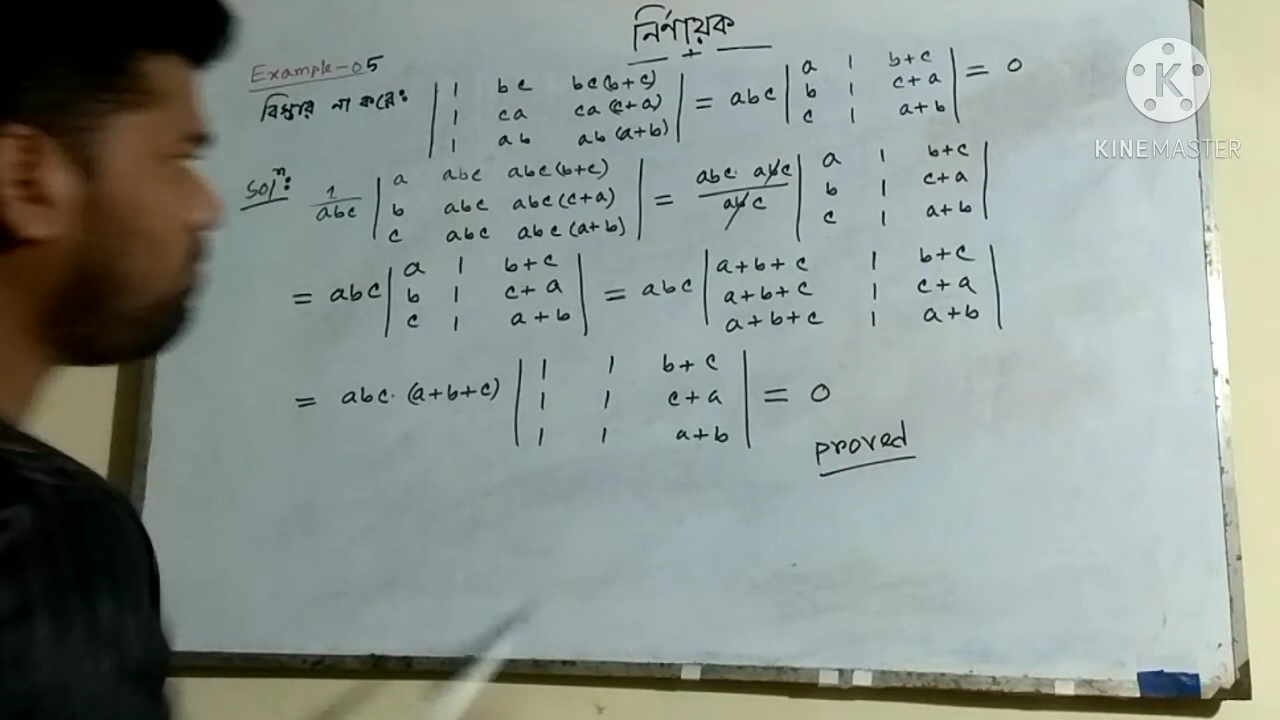 নির্ণায়ক
Example-05
বিস্তার না করে: | 1 bc bc(b+c) | = abc | a 1 b+c | = 0
| 1 ca ca(c+a) | | b 1 c+a |
| 1 ab ab(a+b) | | c 1 a+b |
Solⁿ: 1/abc | a abc abc(b+c) | = abc·abc/abc | a 1 b+c |
| b abc abc(c+a) | | b 1 c+a |
| c abc abc(a+b) | | c 1 a+b |
= abc | a 1 b+c | = abc | a+b+c 1 b+c |
| b 1 c+a | | a+b+c 1 c+a |
| c 1 a+b | | a+b+c 1 a+b |
= abc·(a+b+c) | 1 1 b+c | = 0
| 1 1 c+a |
| 1 1 a+b |
proved
K
KINEMASTER